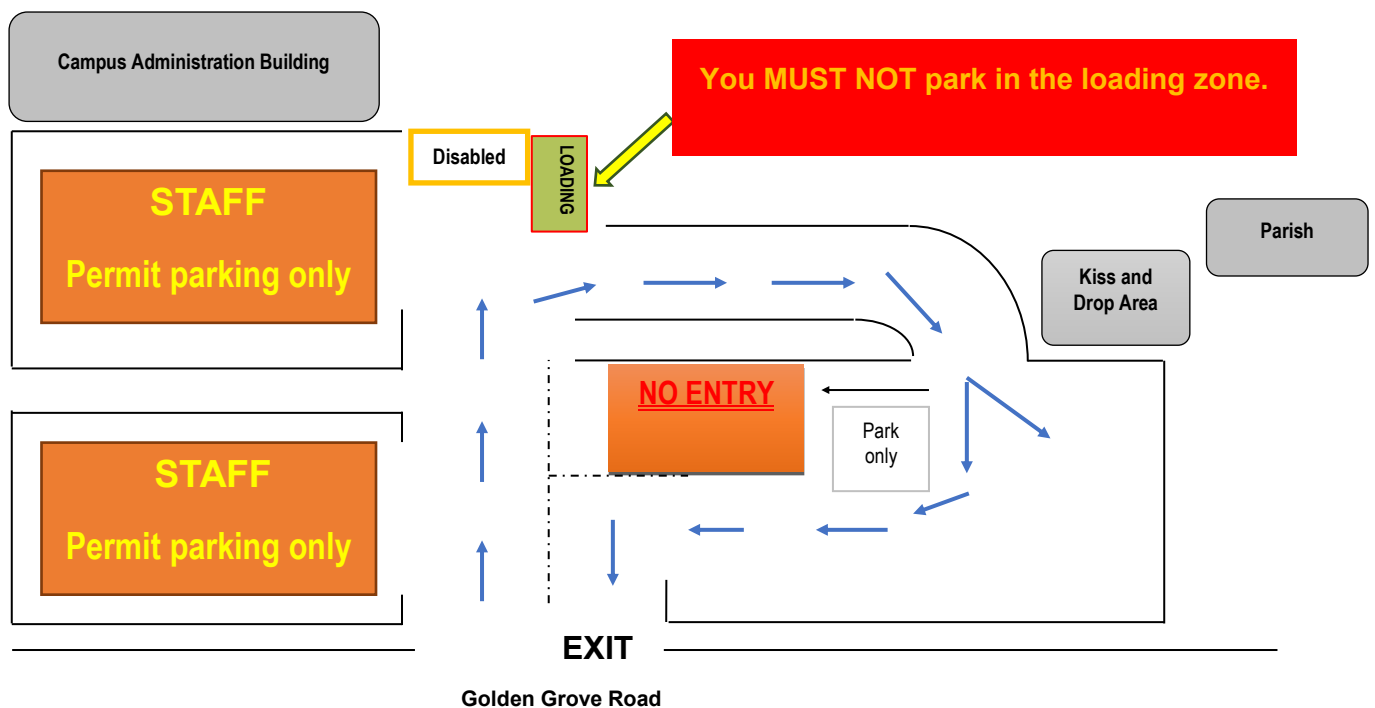 Campus Administration Building
You MUST NOT park in the loading zone.
Disabled
LOADING
STAFF
Permit parking only
Parish
Kiss and
Drop Area
NO ENTRY
Park
only
STAFF
Permit parking only
EXIT
Golden Grove Road